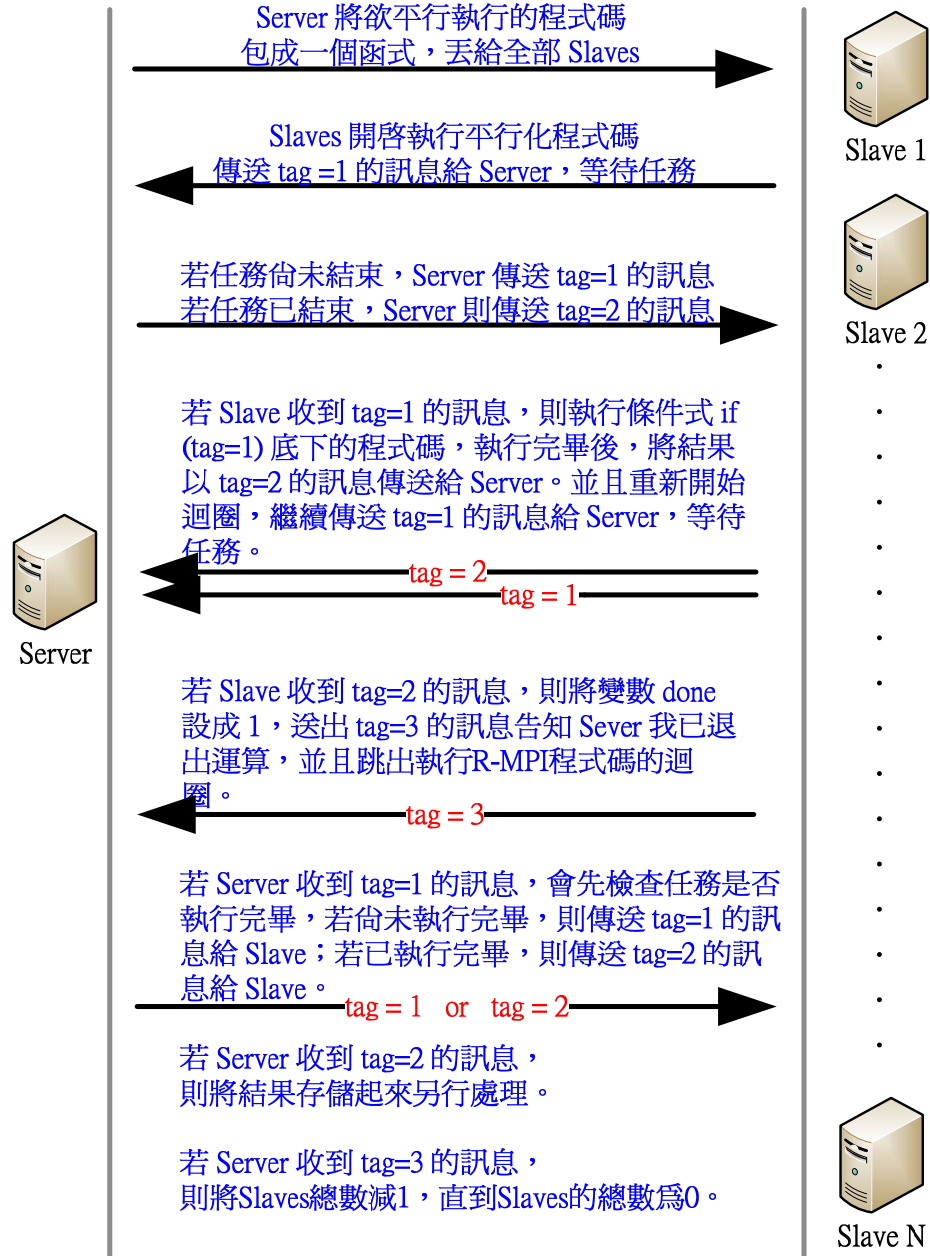 Server 將欲平行執行的程式碼
包成一個函式，丟給全部 Slaves
Slave 1
Slaves 開啓執行平行化程式碼
傳送 tag =1 的訊息給 Server，等待任務
若任務尚未結束，Server 傳送 tag=1 的訊息
若任務已結束，Server 則傳送 tag=2 的訊息
Slave 2
若 Slave 收到 tag=1 的訊息，則執行條件式 if
(tag=1) 底下的程式碼，執行完畢後，將結果
以 tag=2 的訊息傳送給 Server。並且重新開始
迴圈，繼續傳送 tag=1 的訊息給 Server，等待
任務。
tag = 2
tag = 1
Server
若 Slave 收到 tag=2 的訊息，則將變數 done
設成 1，送出 tag=3 的訊息告知 Sever 我已退
出運算，並且跳出執行R-MPI程式碼的迴
圈。
tag = 3
若 Server 收到 tag=1 的訊息，會先檢查任務是否
執行完畢，若尚未執行完畢，則傳送 tag=1 的訊
息給 Slave；若已執行完畢，則傳送 tag=2 的訊
息給 Slave。
tag = 1 or tag = 2
若 Server 收到 tag=2 的訊息，
則將結果存儲起來另行處理。
若 Server 收到 tag=3 的訊息，
則將Slaves總數減1，直到Slaves的總數爲0。
Slave N